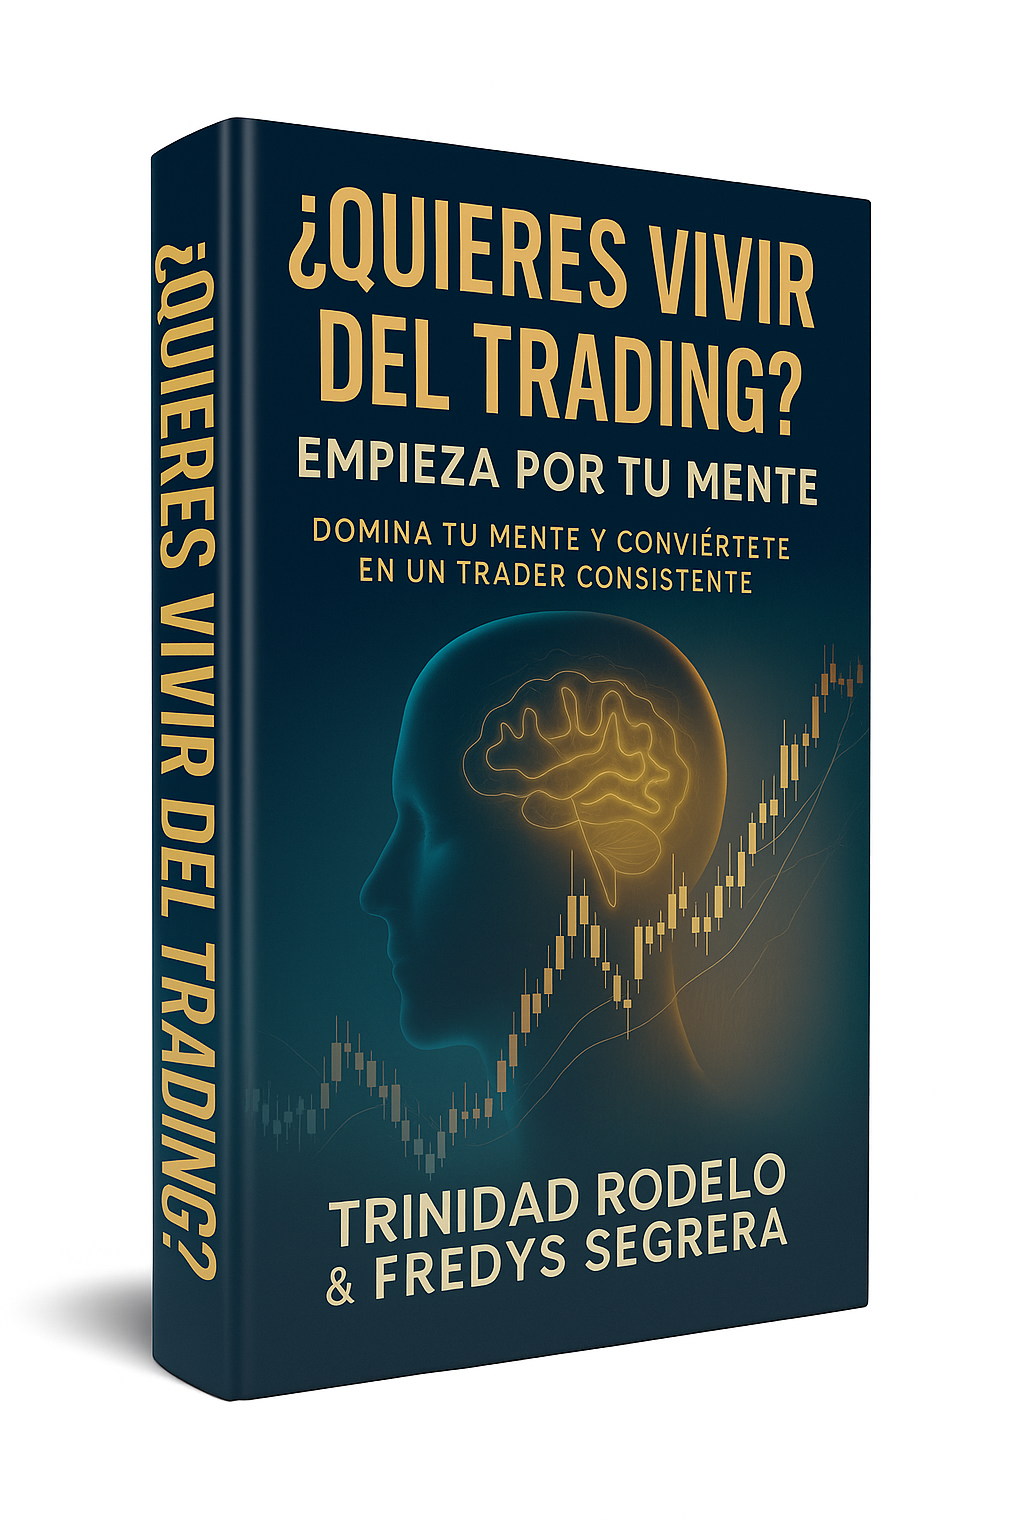 ¿QUIERES VIVIR DEL TRADING?
¿QUIERES VIVIR
DEL TRADING?
EMPIEZA POR TU MENTE
DOMINA TU MENTE Y CONVIÉRTETE
EN UN TRADER CONSISTENTE
TRINIDAD RODELO
& FREDYS SEGRERA